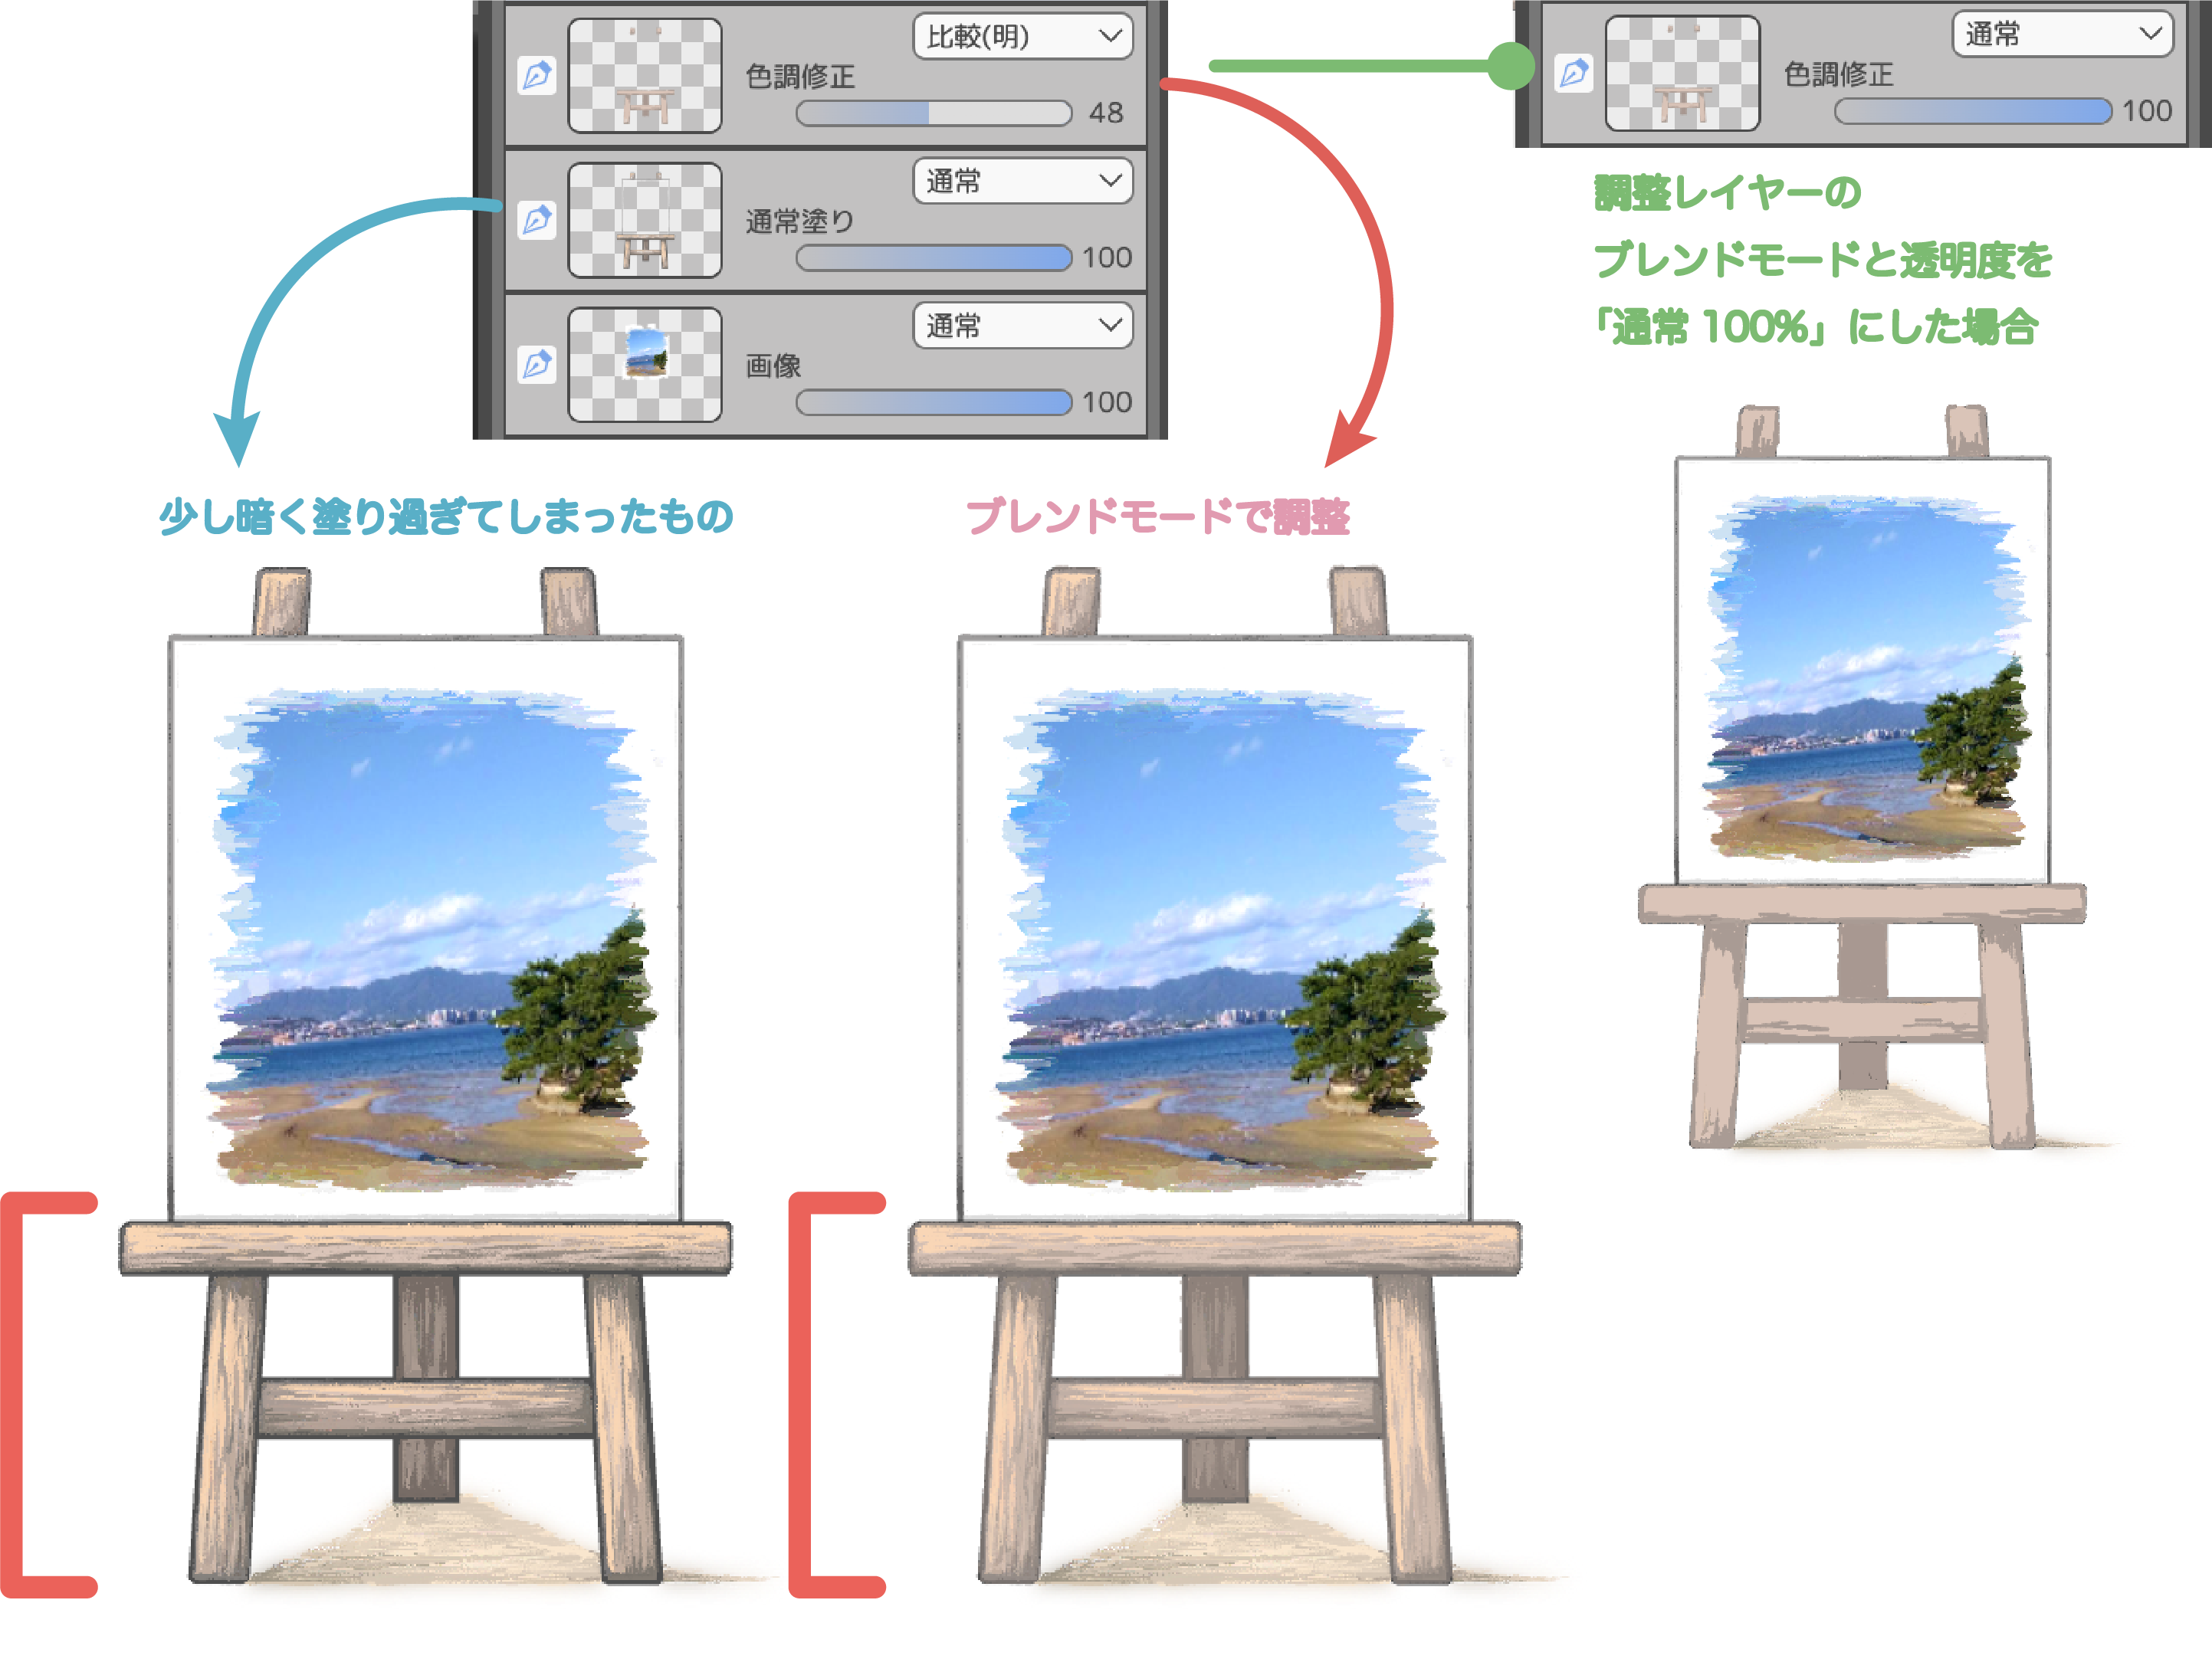 比較(明)
色調修正
48
通常
通常塗り
100
通常
画像
100
通常
色調修正
100
調整レイヤーの
ブレンドモードと透明度を
「通常 100%」にした場合
少し暗く塗り過ぎてしまったもの
ブレンドモードで調整